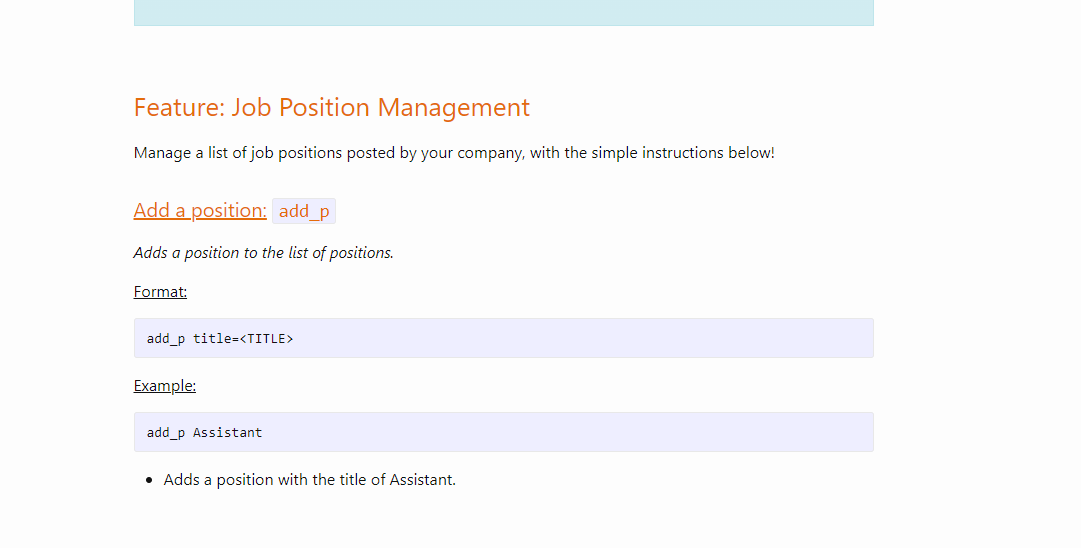 Feature: Job Position Management
Manage a list of job positions posted by your company, with the simple instructions below!
Add a position: add_p
Adds a position to the list of positions.
Format:
add_p title=<TITLE>
Example:
add_p Assistant
• Adds a position with the title of Assistant.